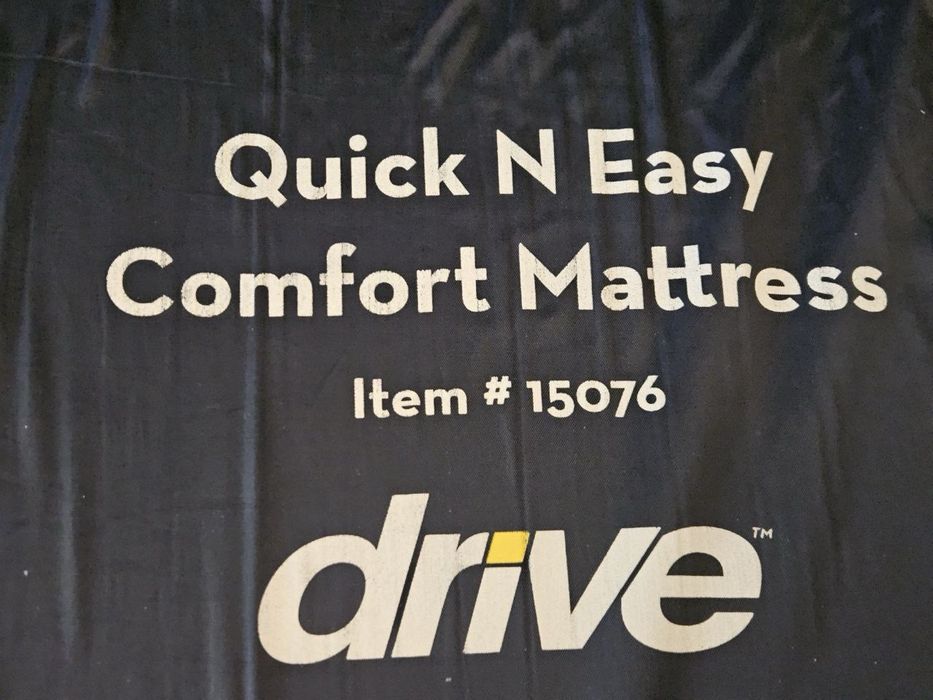 Quick N Easy
Comfort Mattress
Item # 15076
drive™